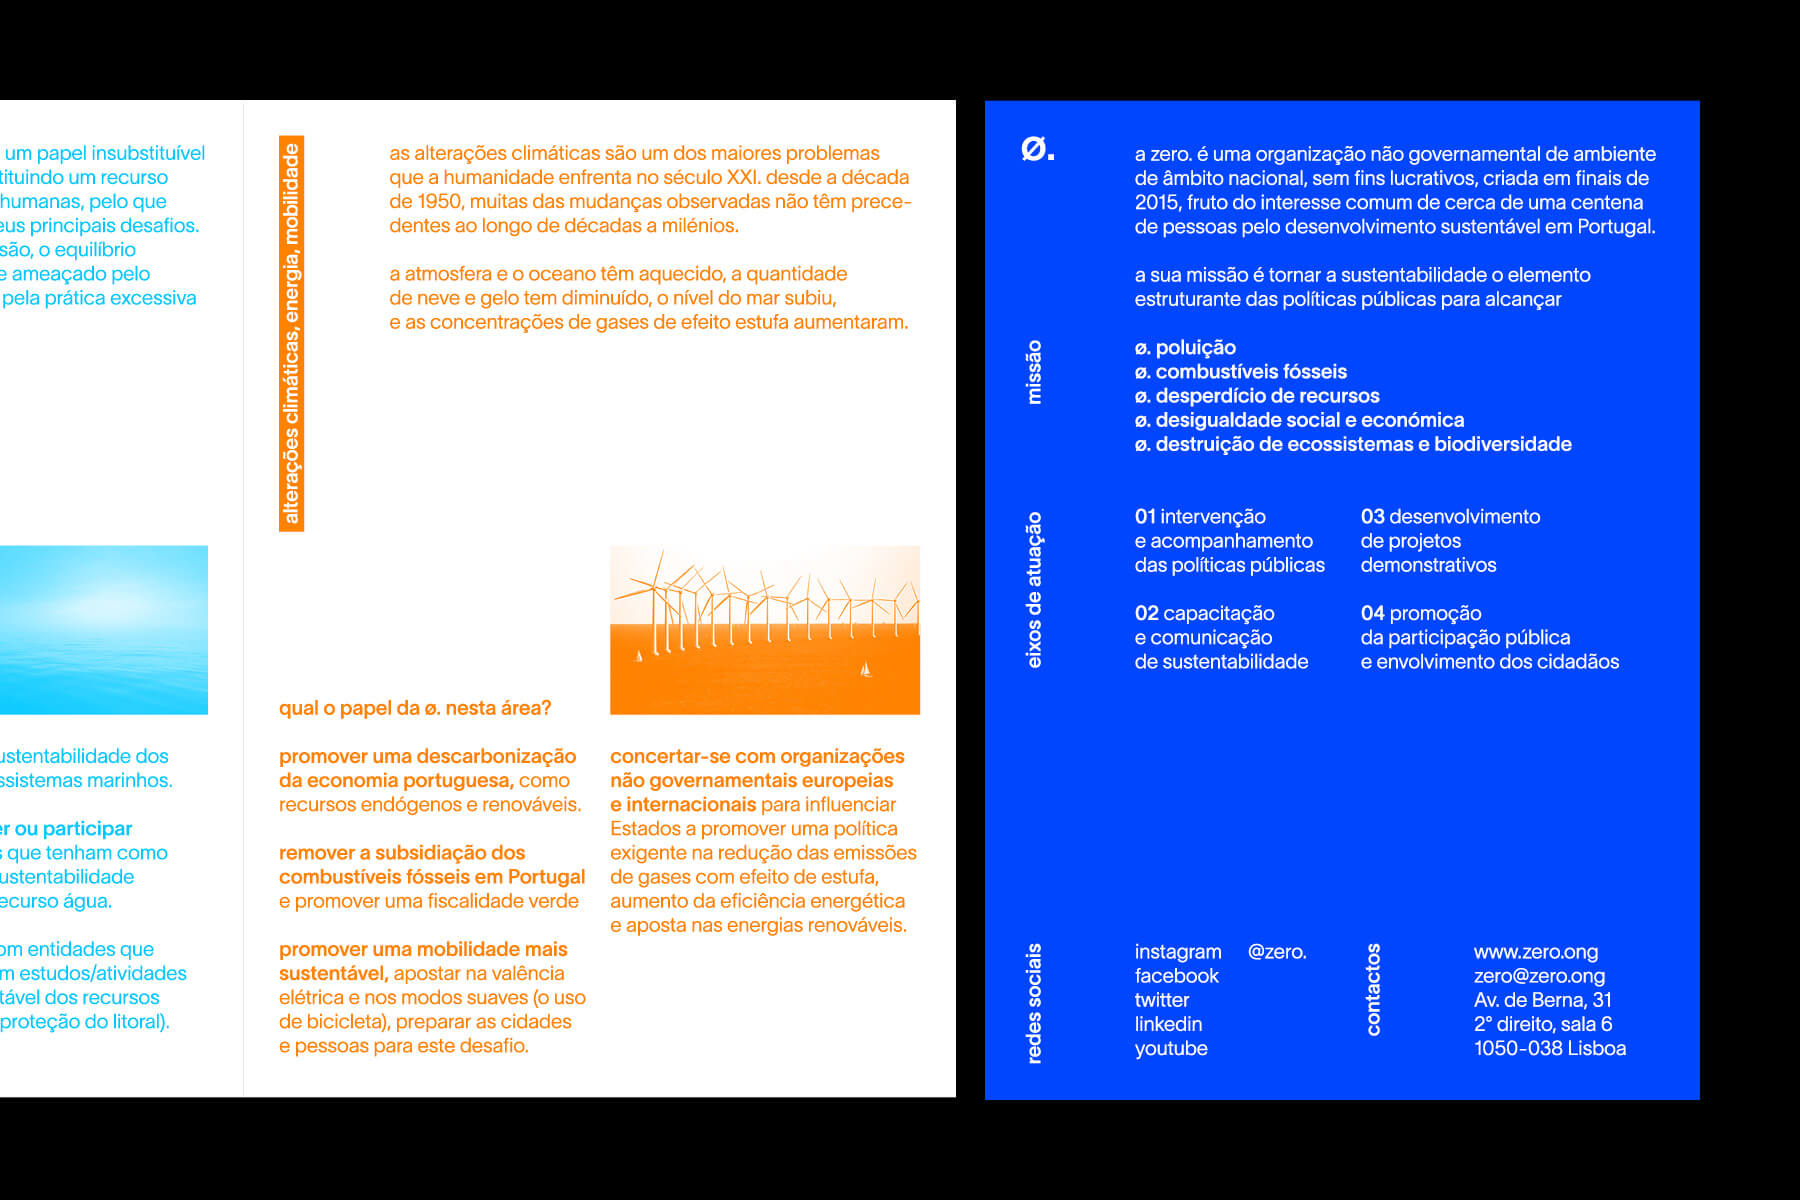 um papel insubstituível
um recurso
humanas, pelo que
principais desafios.
o equilíbrio
ameaçado pelo
pela prática excessiva
dos
marinhos.
ou participar
que tenham como
água.
entidades que
estudos/atividades
dos recursos
proteção do litoral).
alterações climáticas, energia, mobilidade
as alterações climáticas são um dos maiores problemas
que a humanidade enfrenta no século XXI. desde a década
de 1950, muitas das mudanças observadas não têm prece-
dentes ao longo de décadas a milénios.
a atmosfera e o oceano têm aquecido, a quantidade
de neve e gelo tem diminuído, o nível do mar subiu,
e as concentrações de gases de efeito estufa aumentaram.
qual o papel da ø. nesta área?
promover uma descarbonização
da economia portuguesa, como
recursos endógenos e renováveis.
remover a subsidiação dos
combustíveis fósseis em Portugal
e promover uma fiscalidade verde
promover uma mobilidade mais
sustentável, apostar na valência
elétrica e nos modos suaves (o uso
de bicicleta), preparar as cidades
e pessoas para este desafio.
concertar-se com organizações
não governamentais europeias
e internacionais para influenciar
Estados a promover uma política
exigente na redução das emissões
de gases com efeito de estufa,
aumento da eficiência energética
e aposta nas energias renováveis.
ø.
a zero. é uma organização não governamental de ambiente
de âmbito nacional, sem fins lucrativos, criada em finais de
2015, fruto do interesse comum de cerca de uma centena
de pessoas pelo desenvolvimento sustentável em Portugal.
a sua missão é tornar a sustentabilidade o elemento
estruturante das políticas públicas para alcançar
missão
ø. poluição
ø. combustíveis fósseis
ø. desperdício de recursos
ø. desigualdade social e económica
ø. destruição de ecossistemas e biodiversidade
eixos de atuação
01 intervenção
e acompanhamento
das políticas públicas
02 capacitação
e comunicação
de sustentabilidade
03 desenvolvimento
de projetos
demonstrativos
04 promoção
da participação pública
e envolvimento dos cidadãos
redes sociais
instagram @zero.
facebook
twitter
linkedin
youtube
contactos
www.zero.ong
zero@zero.ong
Av. de Berna, 31
2° direito, sala 6
1050-038 Lisboa